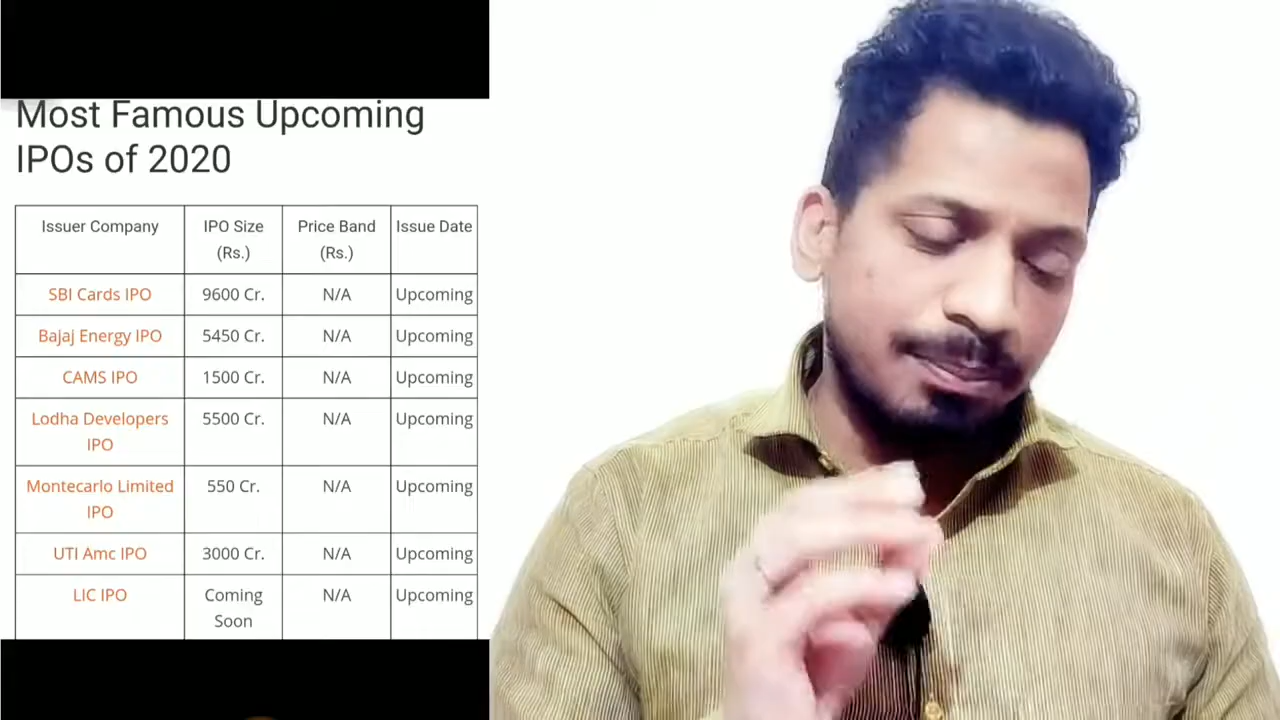 Most Famous Upcoming
IPOs of 2020
Issuer Company IPO Size (Rs.) Price Band (Rs.) Issue Date
SBI Cards IPO 9600 Cr. N/A Upcoming
Bajaj Energy IPO 5450 Cr. N/A Upcoming
CAMS IPO 1500 Cr. N/A Upcoming
Lodha Developers IPO 5500 Cr. N/A Upcoming
Montecarlo Limited IPO 550 Cr. N/A Upcoming
UTI Amc IPO 3000 Cr. N/A Upcoming
LIC IPO Coming Soon N/A Upcoming